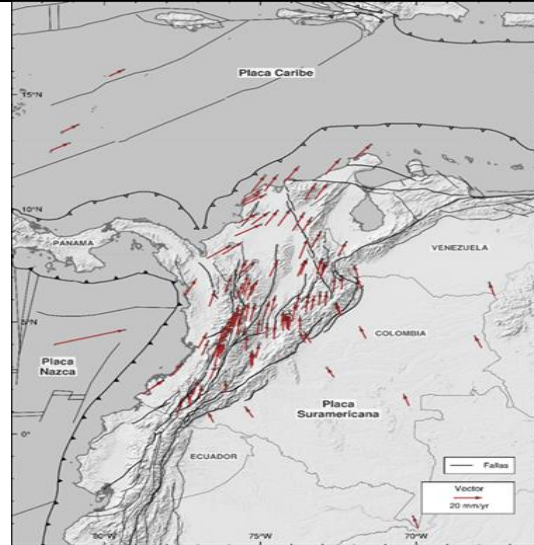 Placa Caribe
15°N
10°N
PANAMA
VENEZUELA
5°N
COLOMBIA
Placa
Nazca
Placa
Suramericana
0°
ECUADOR
Fallas
Vector
20 mm/yr
80°W
75°W
70°W